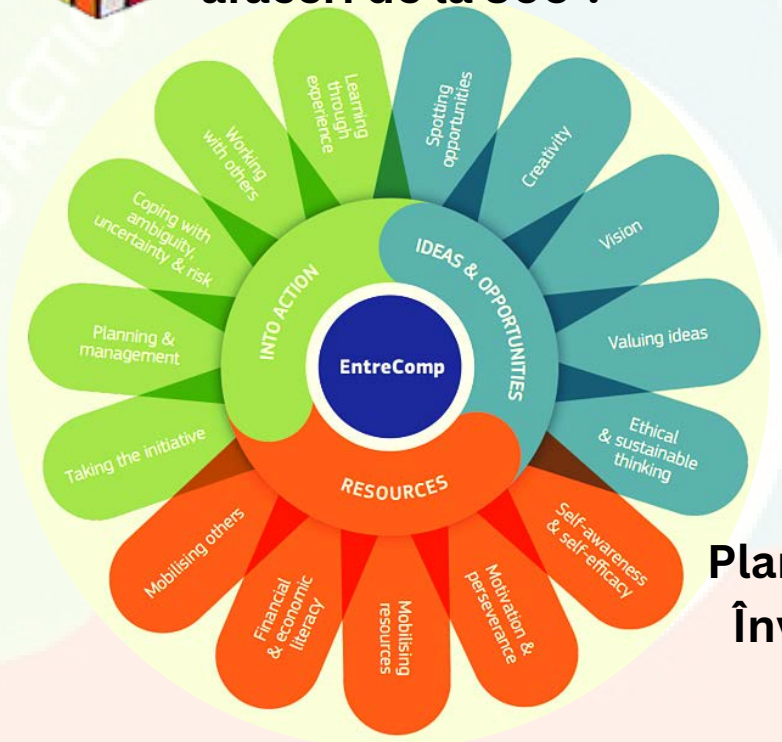 Spotting
opportunities
Creativity
Vision
Valuing ideas
Ethical
& sustainable
thinking
Self-awareness
& self-efficacy
Motivation &
perseverance
Mobilising
resources
Financial
& economic
literacy
Mobilising others
Taking the initiative
Planning &
management
Coping with
ambiguity,
uncertainty & risk
Working
with others
Learning
through
experience
IDEAS & OPPORTUNITIES
RESOURCES
INTO ACTION
EntreComp
ACTION